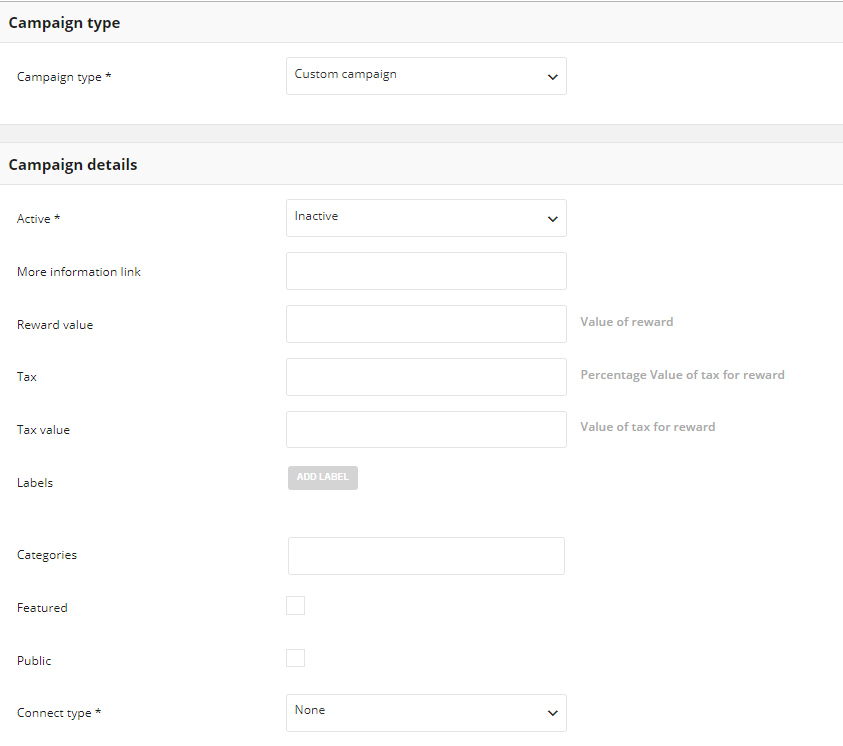 Campaign type
Campaign type * Custom campaign
Campaign details
Active * Inactive
More information link
Reward value Value of reward
Tax Percentage Value of tax for reward
Tax value Value of tax for reward
Labels ADD LABEL
Categories
Featured
Public
Connect type * None